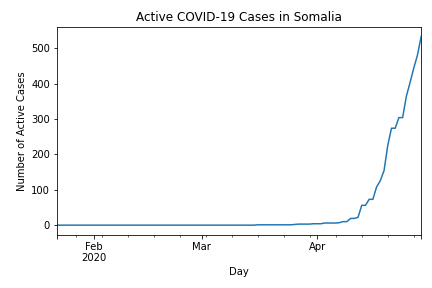 Active COVID-19 Cases in Somalia
Number of Active Cases
500
400
300
200
100
0
Feb
2020
Mar
Apr
Day